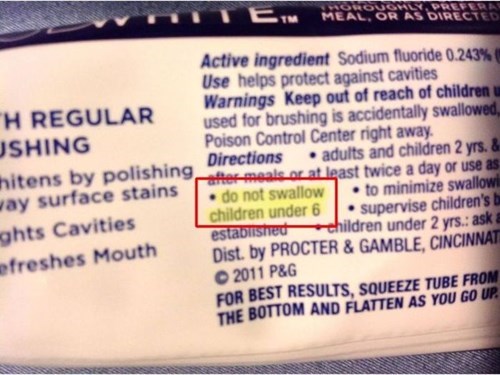 WHITE™
THOROUGHLY, PREFERA
MEAL, OR AS DIRECTE
TH REGULAR
USHING
hitens by polishing
way surface stains
ghts Cavities
efreshes Mouth
Active ingredient Sodium fluoride 0.243% (
Use helps protect against cavities
Warnings Keep out of reach of children u
used for brushing is accidentally swallowed,
Poison Control Center right away.
Directions • adults and children 2 yrs. &
after meals or at least twice a day or use as
• do not swallow • to minimize swallow
children under 6 • supervise children's b
established • children under 2 yrs.: ask
Dist. by PROCTER & GAMBLE, CINCINNAT
© 2011 P&G
FOR BEST RESULTS, SQUEEZE TUBE FROM
THE BOTTOM AND FLATTEN AS YOU GO UP.